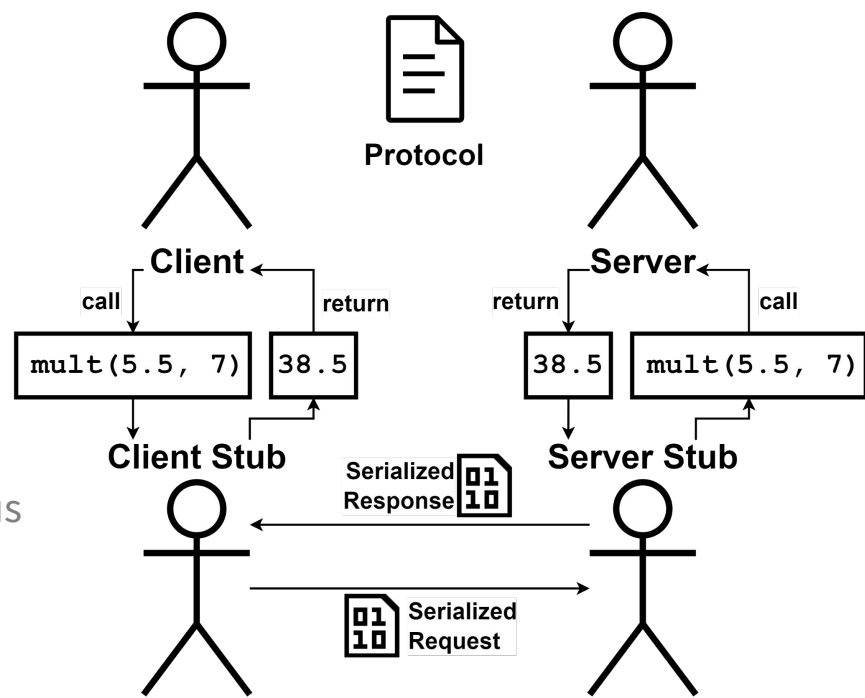 Protocol
Client
Server
call
return
return
call
mult(5.5, 7)
38.5
38.5
mult(5.5, 7)
Client Stub
Server Stub
Serialized
Response
01
10
us
01
10
Serialized
Request